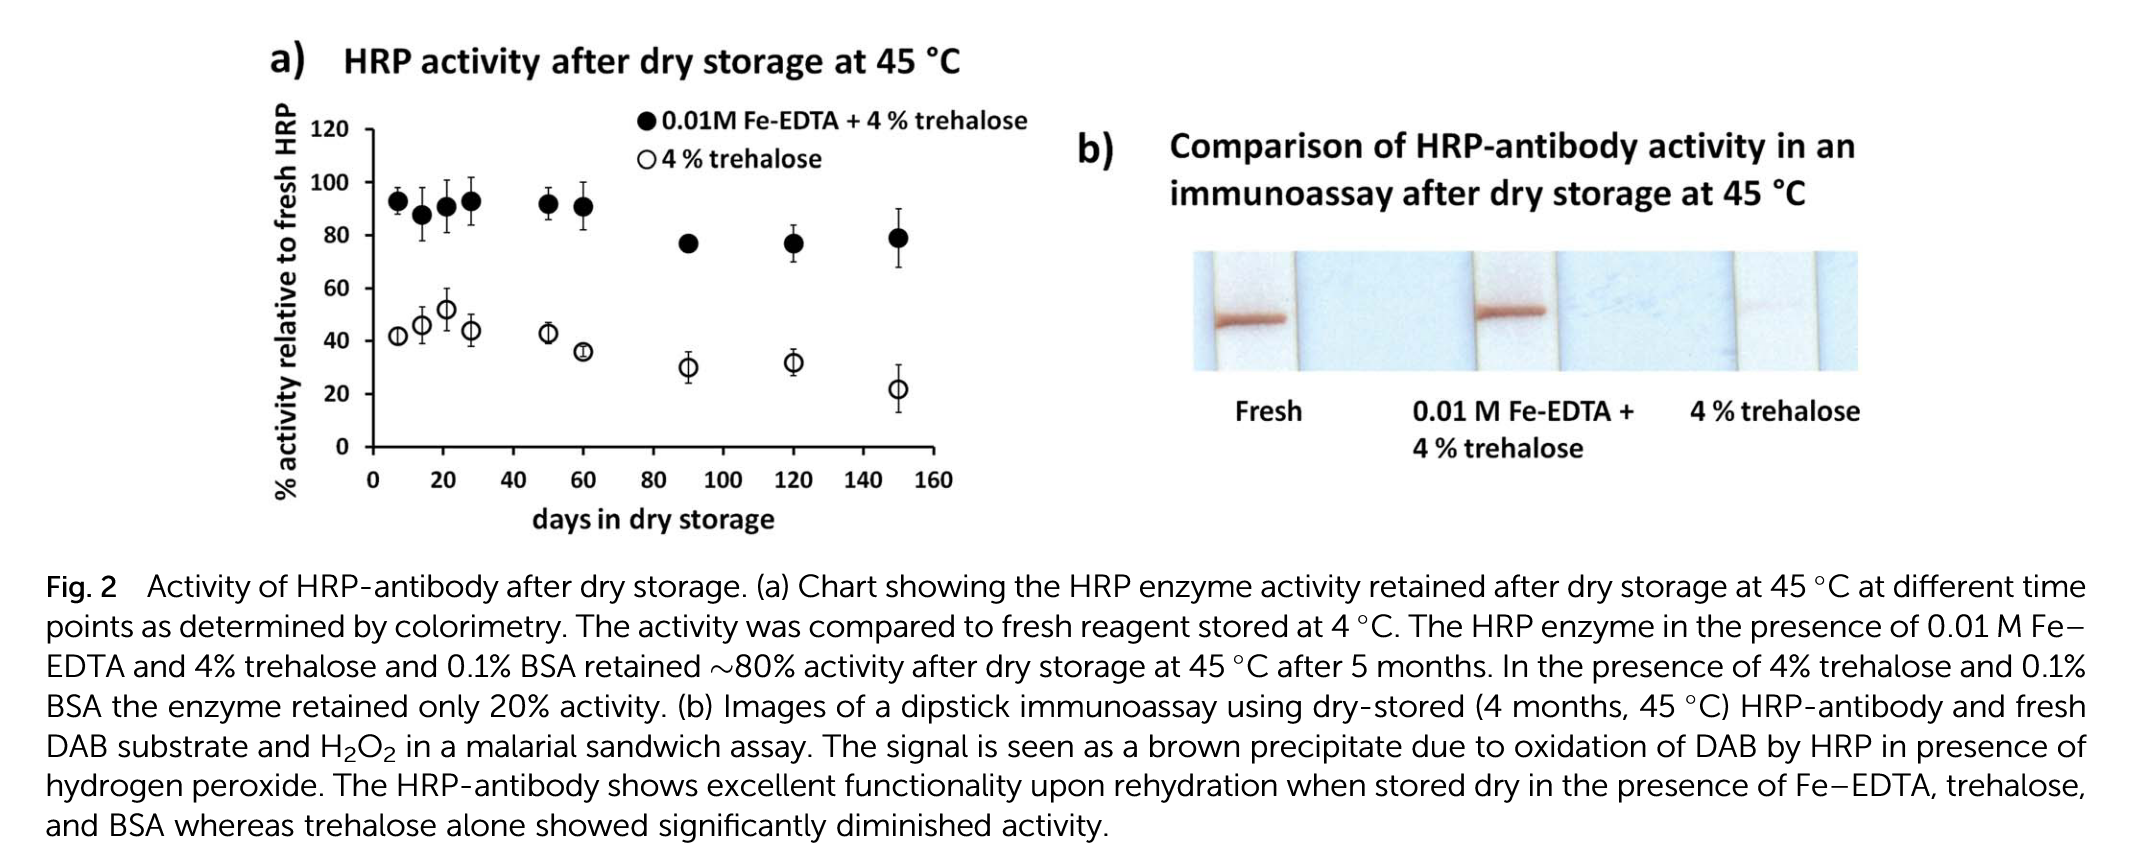 a) HRP activity after dry storage at 45 °C
% activity relative to fresh HRP
● 0.01M Fe-EDTA + 4 % trehalose
○ 4 % trehalose
120
100
80
60
40
20
0
0 20 40 60 80 100 120 140 160
days in dry storage
b) Comparison of HRP-antibody activity in an
immunoassay after dry storage at 45 °C
Fresh
0.01 M Fe-EDTA +
4 % trehalose
4 % trehalose
Fig. 2 Activity of HRP-antibody after dry storage. (a) Chart showing the HRP enzyme activity retained after dry storage at 45 °C at different time
points as determined by colorimetry. The activity was compared to fresh reagent stored at 4 °C. The HRP enzyme in the presence of 0.01 M Fe–
EDTA and 4% trehalose and 0.1% BSA retained ~80% activity after dry storage at 45 °C after 5 months. In the presence of 4% trehalose and 0.1%
BSA the enzyme retained only 20% activity. (b) Images of a dipstick immunoassay using dry-stored (4 months, 45 °C) HRP-antibody and fresh
DAB substrate and H₂O₂ in a malarial sandwich assay. The signal is seen as a brown precipitate due to oxidation of DAB by HRP in presence of
hydrogen peroxide. The HRP-antibody shows excellent functionality upon rehydration when stored dry in the presence of Fe–EDTA, trehalose,
and BSA whereas trehalose alone showed significantly diminished activity.